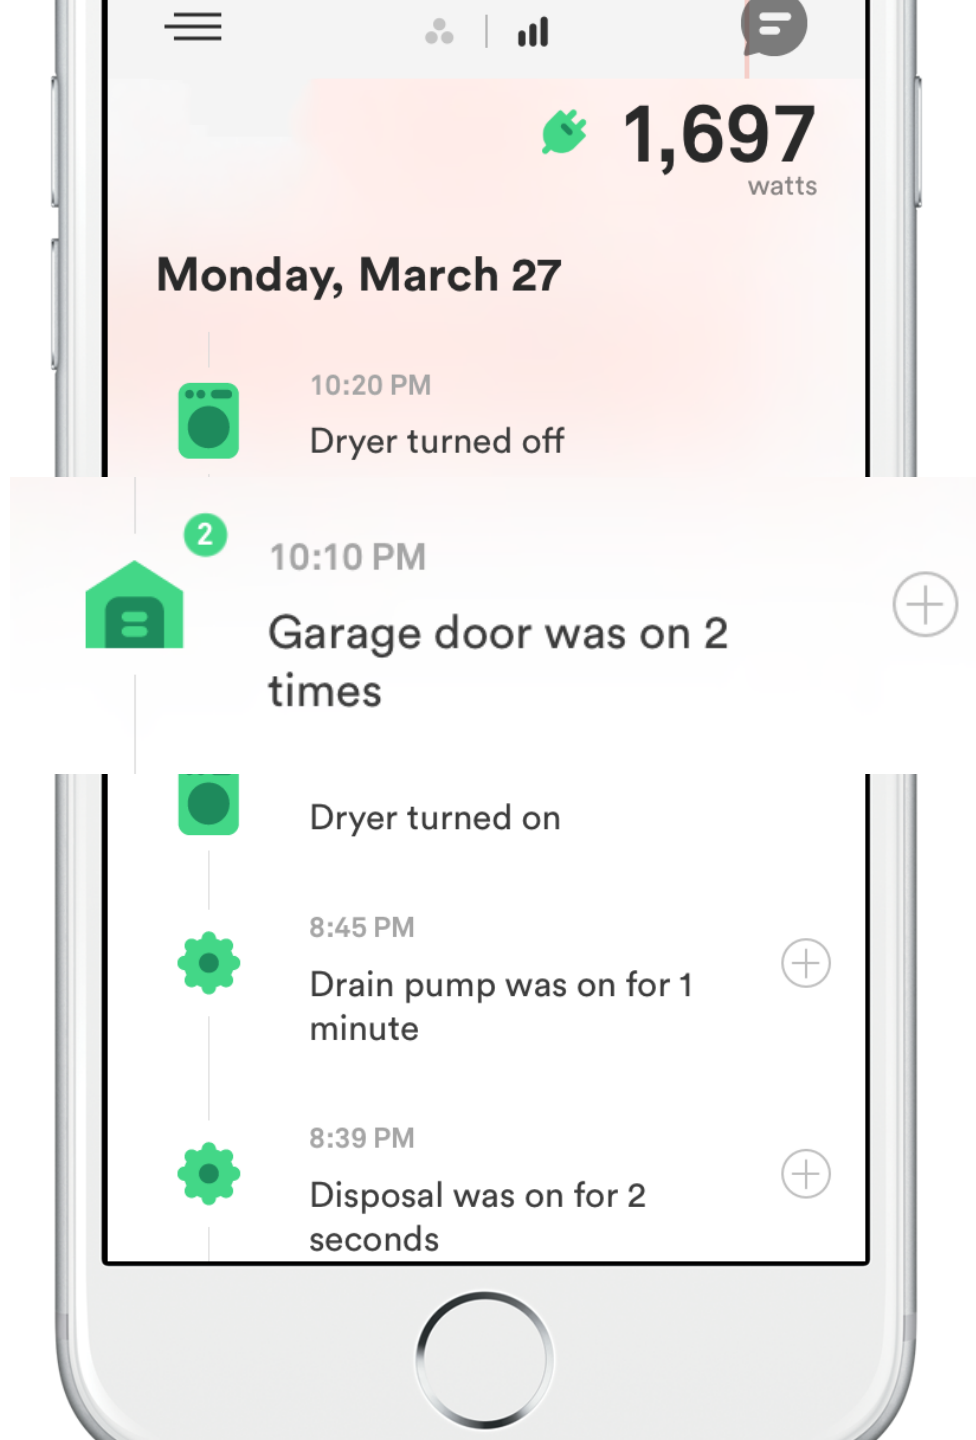 1,697
watts
Monday, March 27
10:20 PM
Dryer turned off
2
10:10 PM
Garage door was on 2
times
Dryer turned on
8:45 PM
Drain pump was on for 1
minute
8:39 PM
Disposal was on for 2
seconds